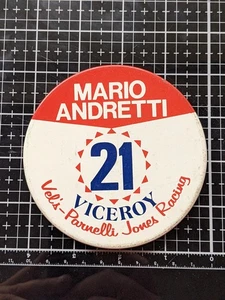 MARIO
ANDRETTI
21
VICEROY
Vel's-Parnelli Jones Racing